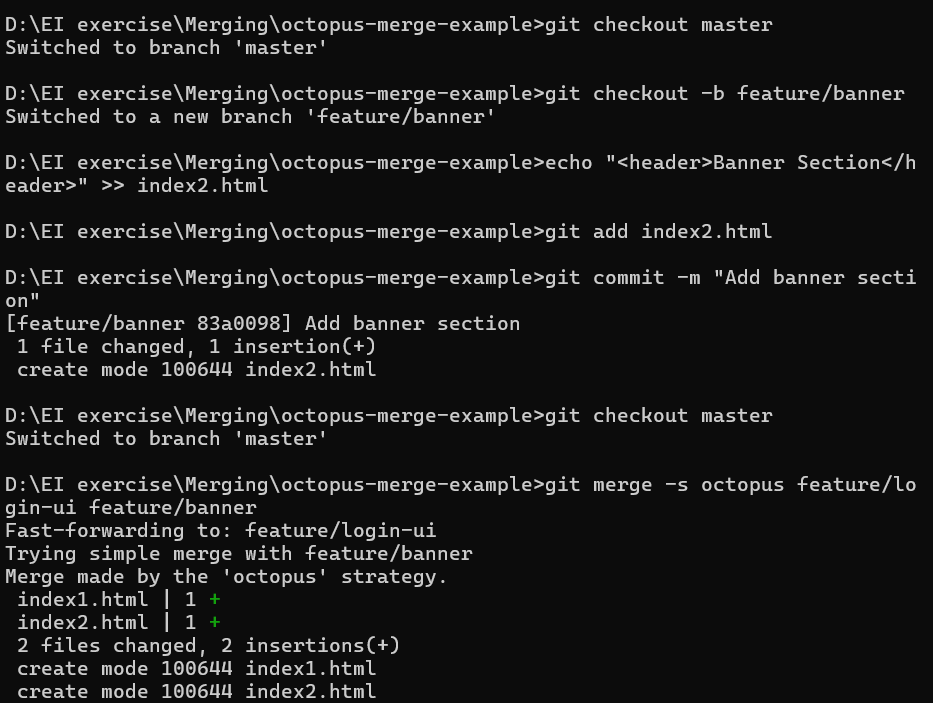 D:\EI exercise\Merging\octopus-merge-example>git checkout master
Switched to branch 'master'
D:\EI exercise\Merging\octopus-merge-example>git checkout -b feature/banner
Switched to a new branch 'feature/banner'
D:\EI exercise\Merging\octopus-merge-example>echo "<header>Banner Section</h
eader>" >> index2.html
D:\EI exercise\Merging\octopus-merge-example>git add index2.html
D:\EI exercise\Merging\octopus-merge-example>git commit -m "Add banner secti
on"
[feature/banner 83a0098] Add banner section
 1 file changed, 1 insertion(+)
 create mode 100644 index2.html
D:\EI exercise\Merging\octopus-merge-example>git checkout master
Switched to branch 'master'
D:\EI exercise\Merging\octopus-merge-example>git merge -s octopus feature/lo
gin-ui feature/banner
Fast-forwarding to: feature/login-ui
Trying simple merge with feature/banner
Merge made by the 'octopus' strategy.
 index1.html | 1 +
 index2.html | 1 +
 2 files changed, 2 insertions(+)
 create mode 100644 index1.html
 create mode 100644 index2.html